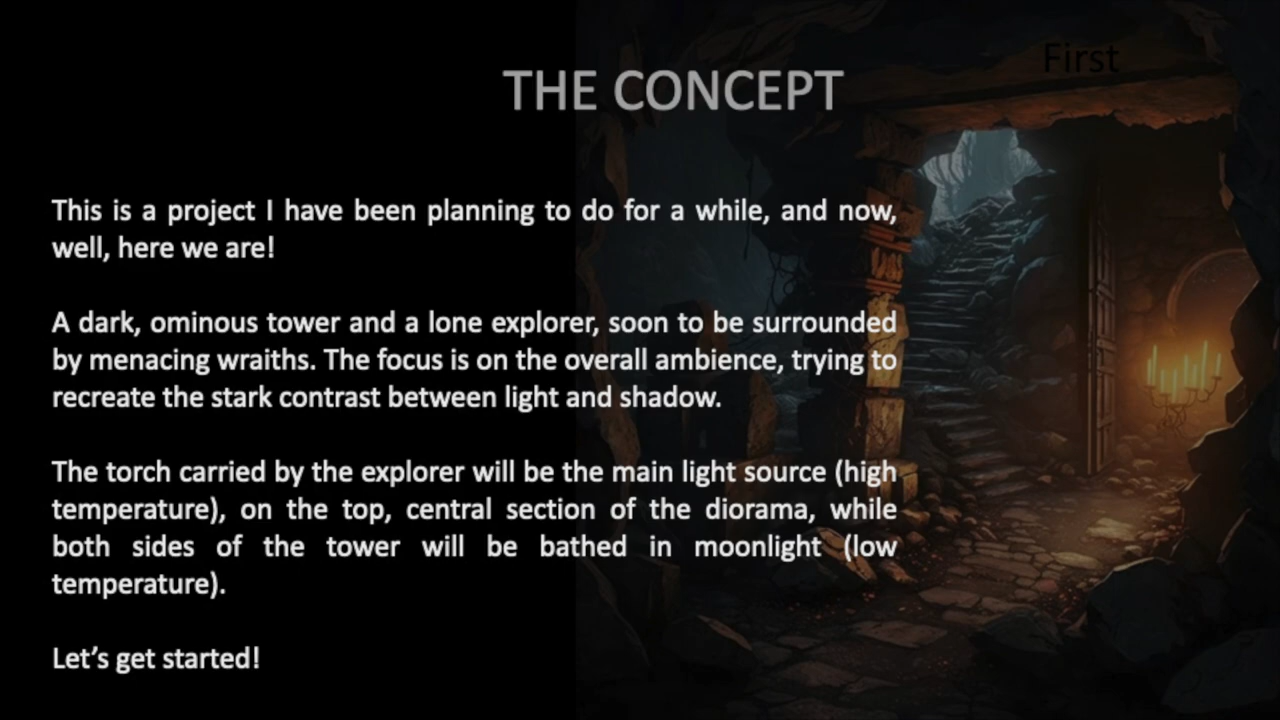 First
THE CONCEPT
This is a project I have been planning to do for a while, and now,
well, here we are!
A dark, ominous tower and a lone explorer, soon to be surrounded
by menacing wraiths. The focus is on the overall ambience, trying to
recreate the stark contrast between light and shadow.
The torch carried by the explorer will be the main light source (high
temperature), on the top, central section of the diorama, while
both sides of the tower will be bathed in moonlight (low
temperature).
Let’s get started!